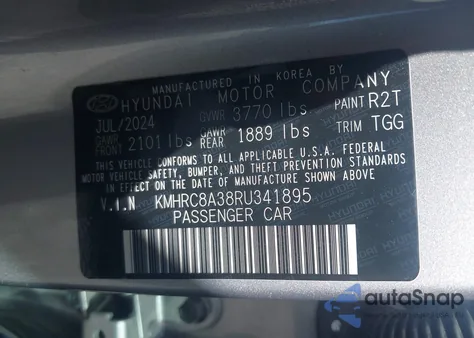 MANUFACTURED IN KOREA BY
HYUNDAI MOTOR COMPANY
JUL/2024 GVWR 3770 lbs PAINT R2T
GAWR FRONT 2101 lbs GAWR REAR 1889 lbs TRIM TGG
THIS VEHICLE CONFORMS TO ALL APPLICABLE U.S.A. FEDERAL
MOTOR VEHICLE SAFETY, BUMPER, AND THEFT PREVENTION
STANDARDS IN EFFECT ON THE DATE OF MANUFACTURE SHOWN ABOVE
V.I.N KMHRC8A38RU341895
PASSENGER CAR
autoSnap